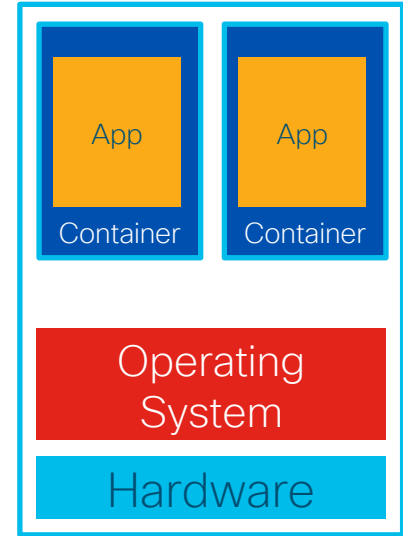 App
App
Container
Container
Operating
System
Hardware